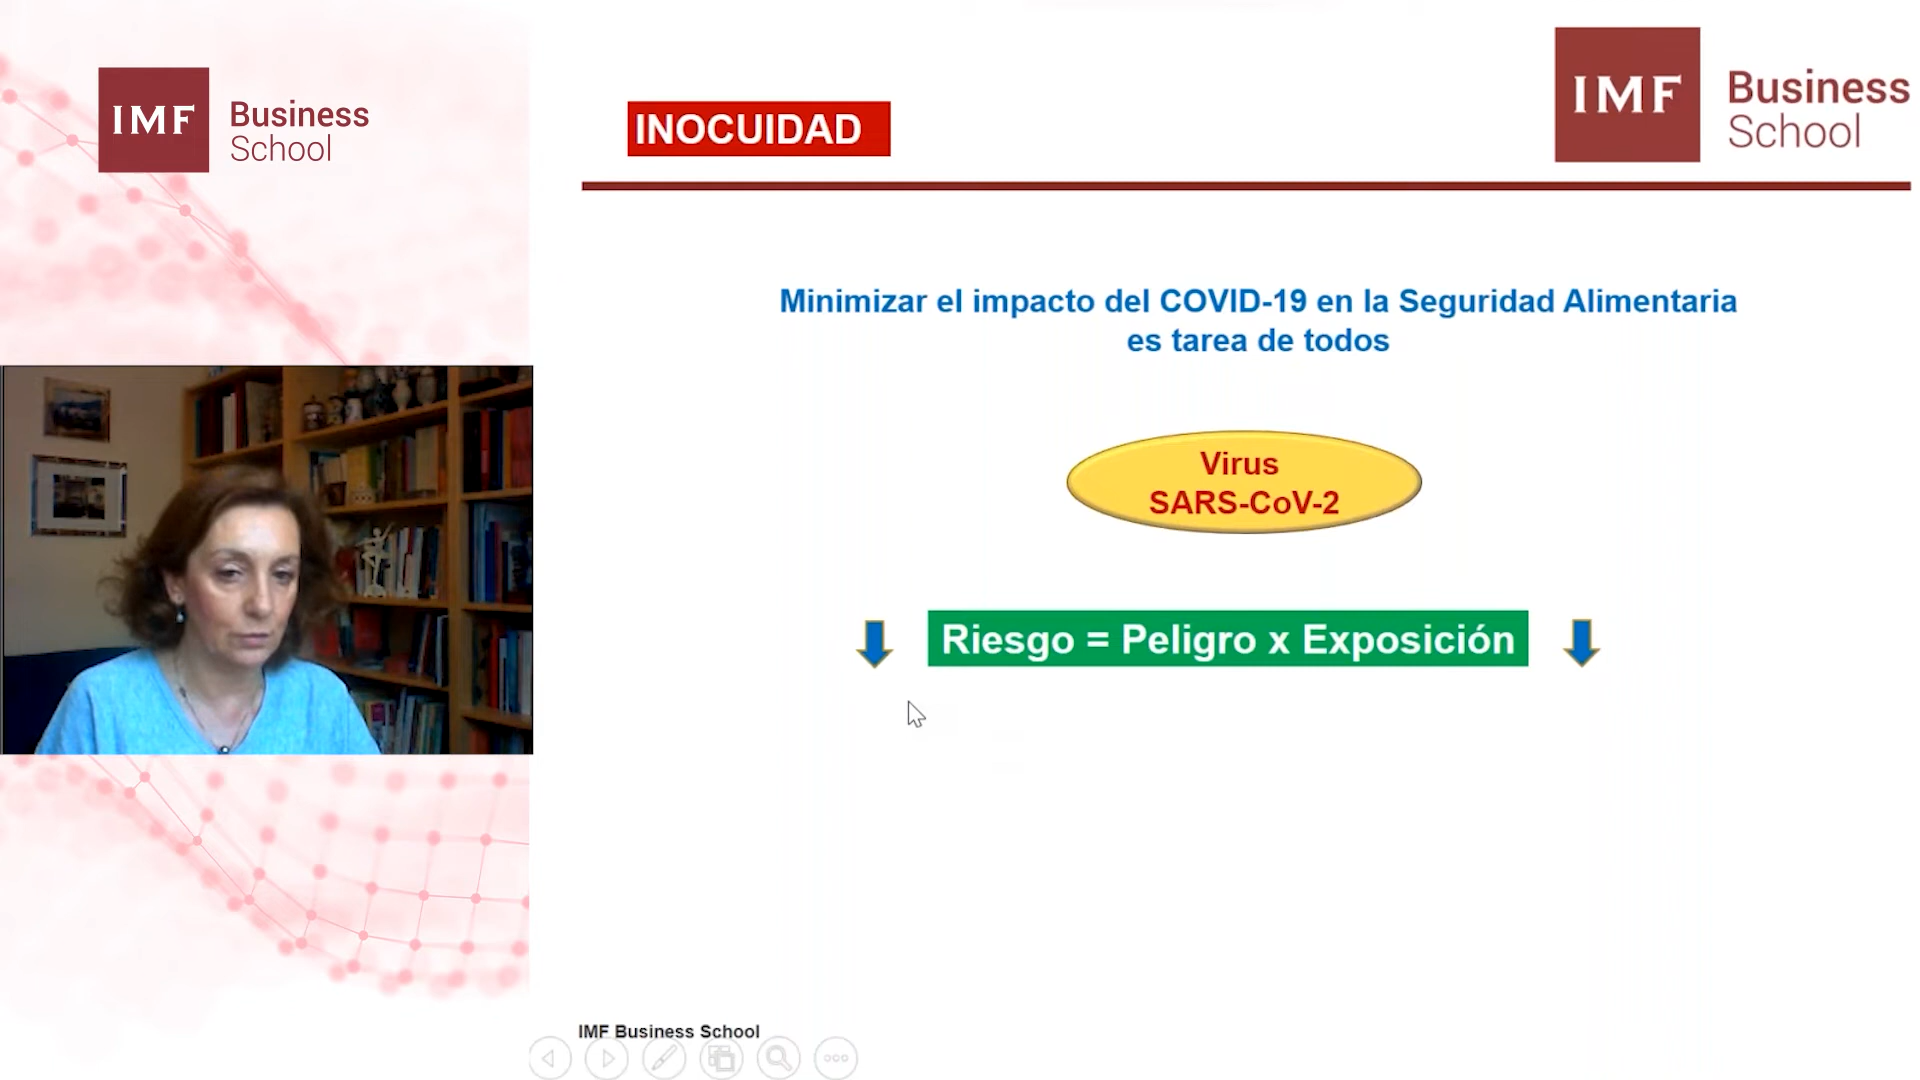 IMF Business
School
IMF Business
School
INOCUIDAD
Minimizar el impacto del COVID-19 en la Seguridad Alimentaria
es tarea de todos
Virus
SARS-CoV-2
Riesgo = Peligro x Exposición
IMF Business School